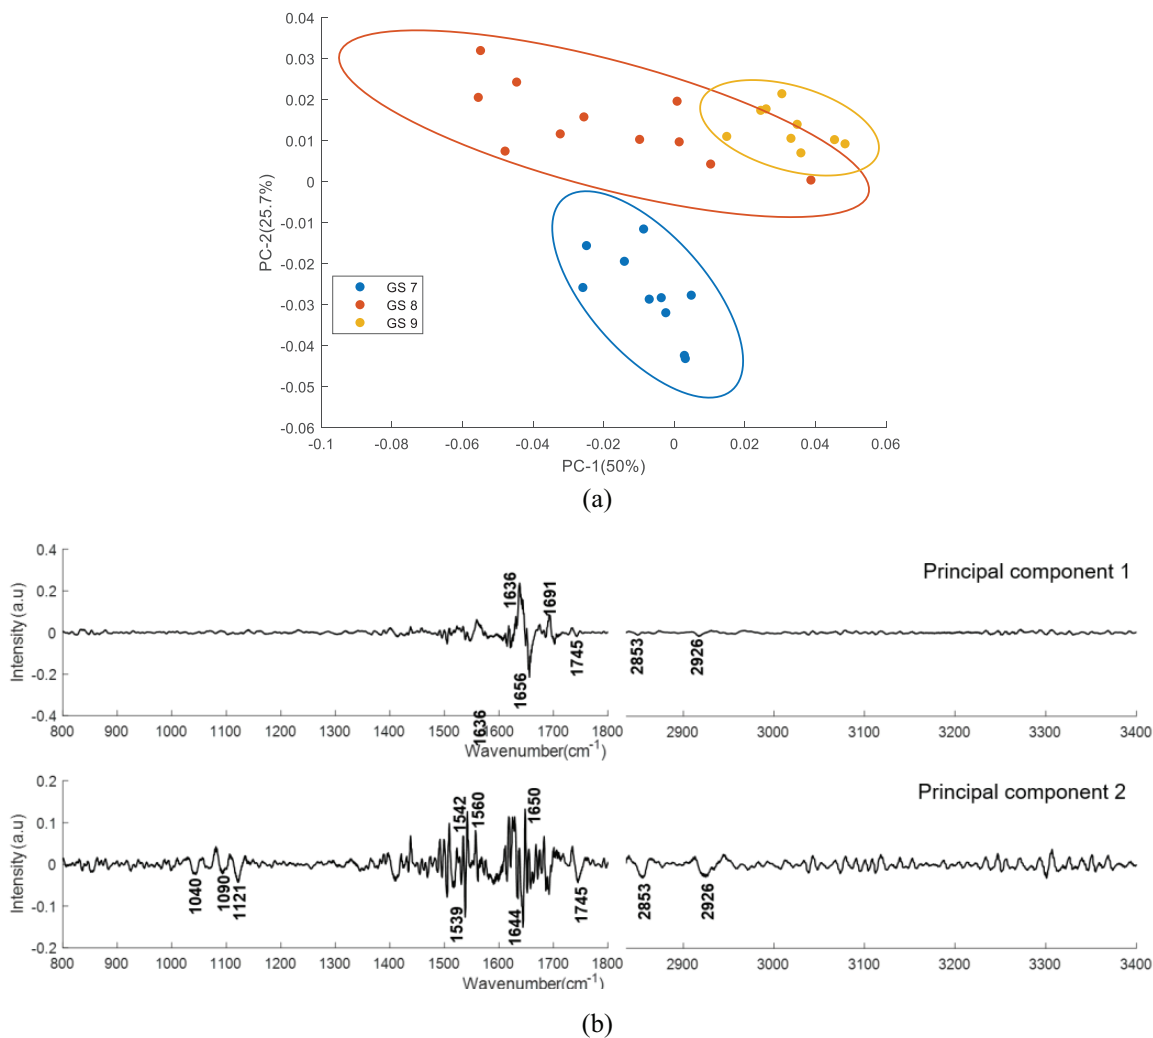 0.04
0.03
0.02
0.01
0
-0.01
-0.02
-0.03
-0.04
-0.05
-0.06
PC-2(25.7%)
GS 7
GS 8
GS 9
-0.1 -0.08 -0.06 -0.04 -0.02 0 0.02 0.04 0.06
PC-1(50%)
(a)
Principal component 1
Intensity (a.u)
0.4
0.2
0
-0.2
-0.4
1636
1691
1656
1745
2853
2926
800 900 1000 1100 1200 1300 1400 1500 1600 1700 1800 2900 3000 3100 3200 3300 3400
1636
Wavenumber(cm-1)
Principal component 2
Intensity (a.u)
0.2
0.1
0
-0.1
-0.2
1040
1090
1121
1542
1560
1539
1650
1644
1745
2853
2926
800 900 1000 1100 1200 1300 1400 1500 1600 1700 1800 2900 3000 3100 3200 3300 3400
Wavenumber(cm-1)
(b)